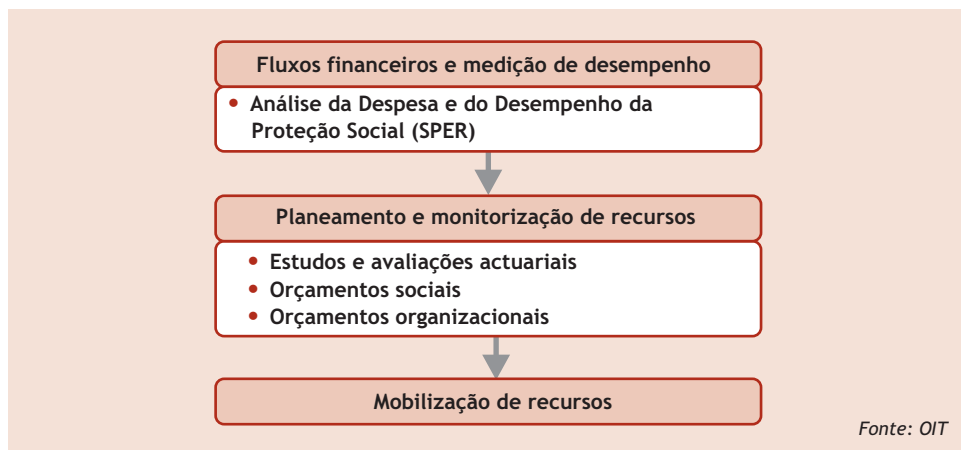 Fluxos financeiros e medição de desempenho
• Análise da Despesa e do Desempenho da
Proteção Social (SPER)
Planeamento e monitorização de recursos
• Estudos e avaliações actuariais
• Orçamentos sociais
• Orçamentos organizacionais
Mobilização de recursos
Fonte: OIT